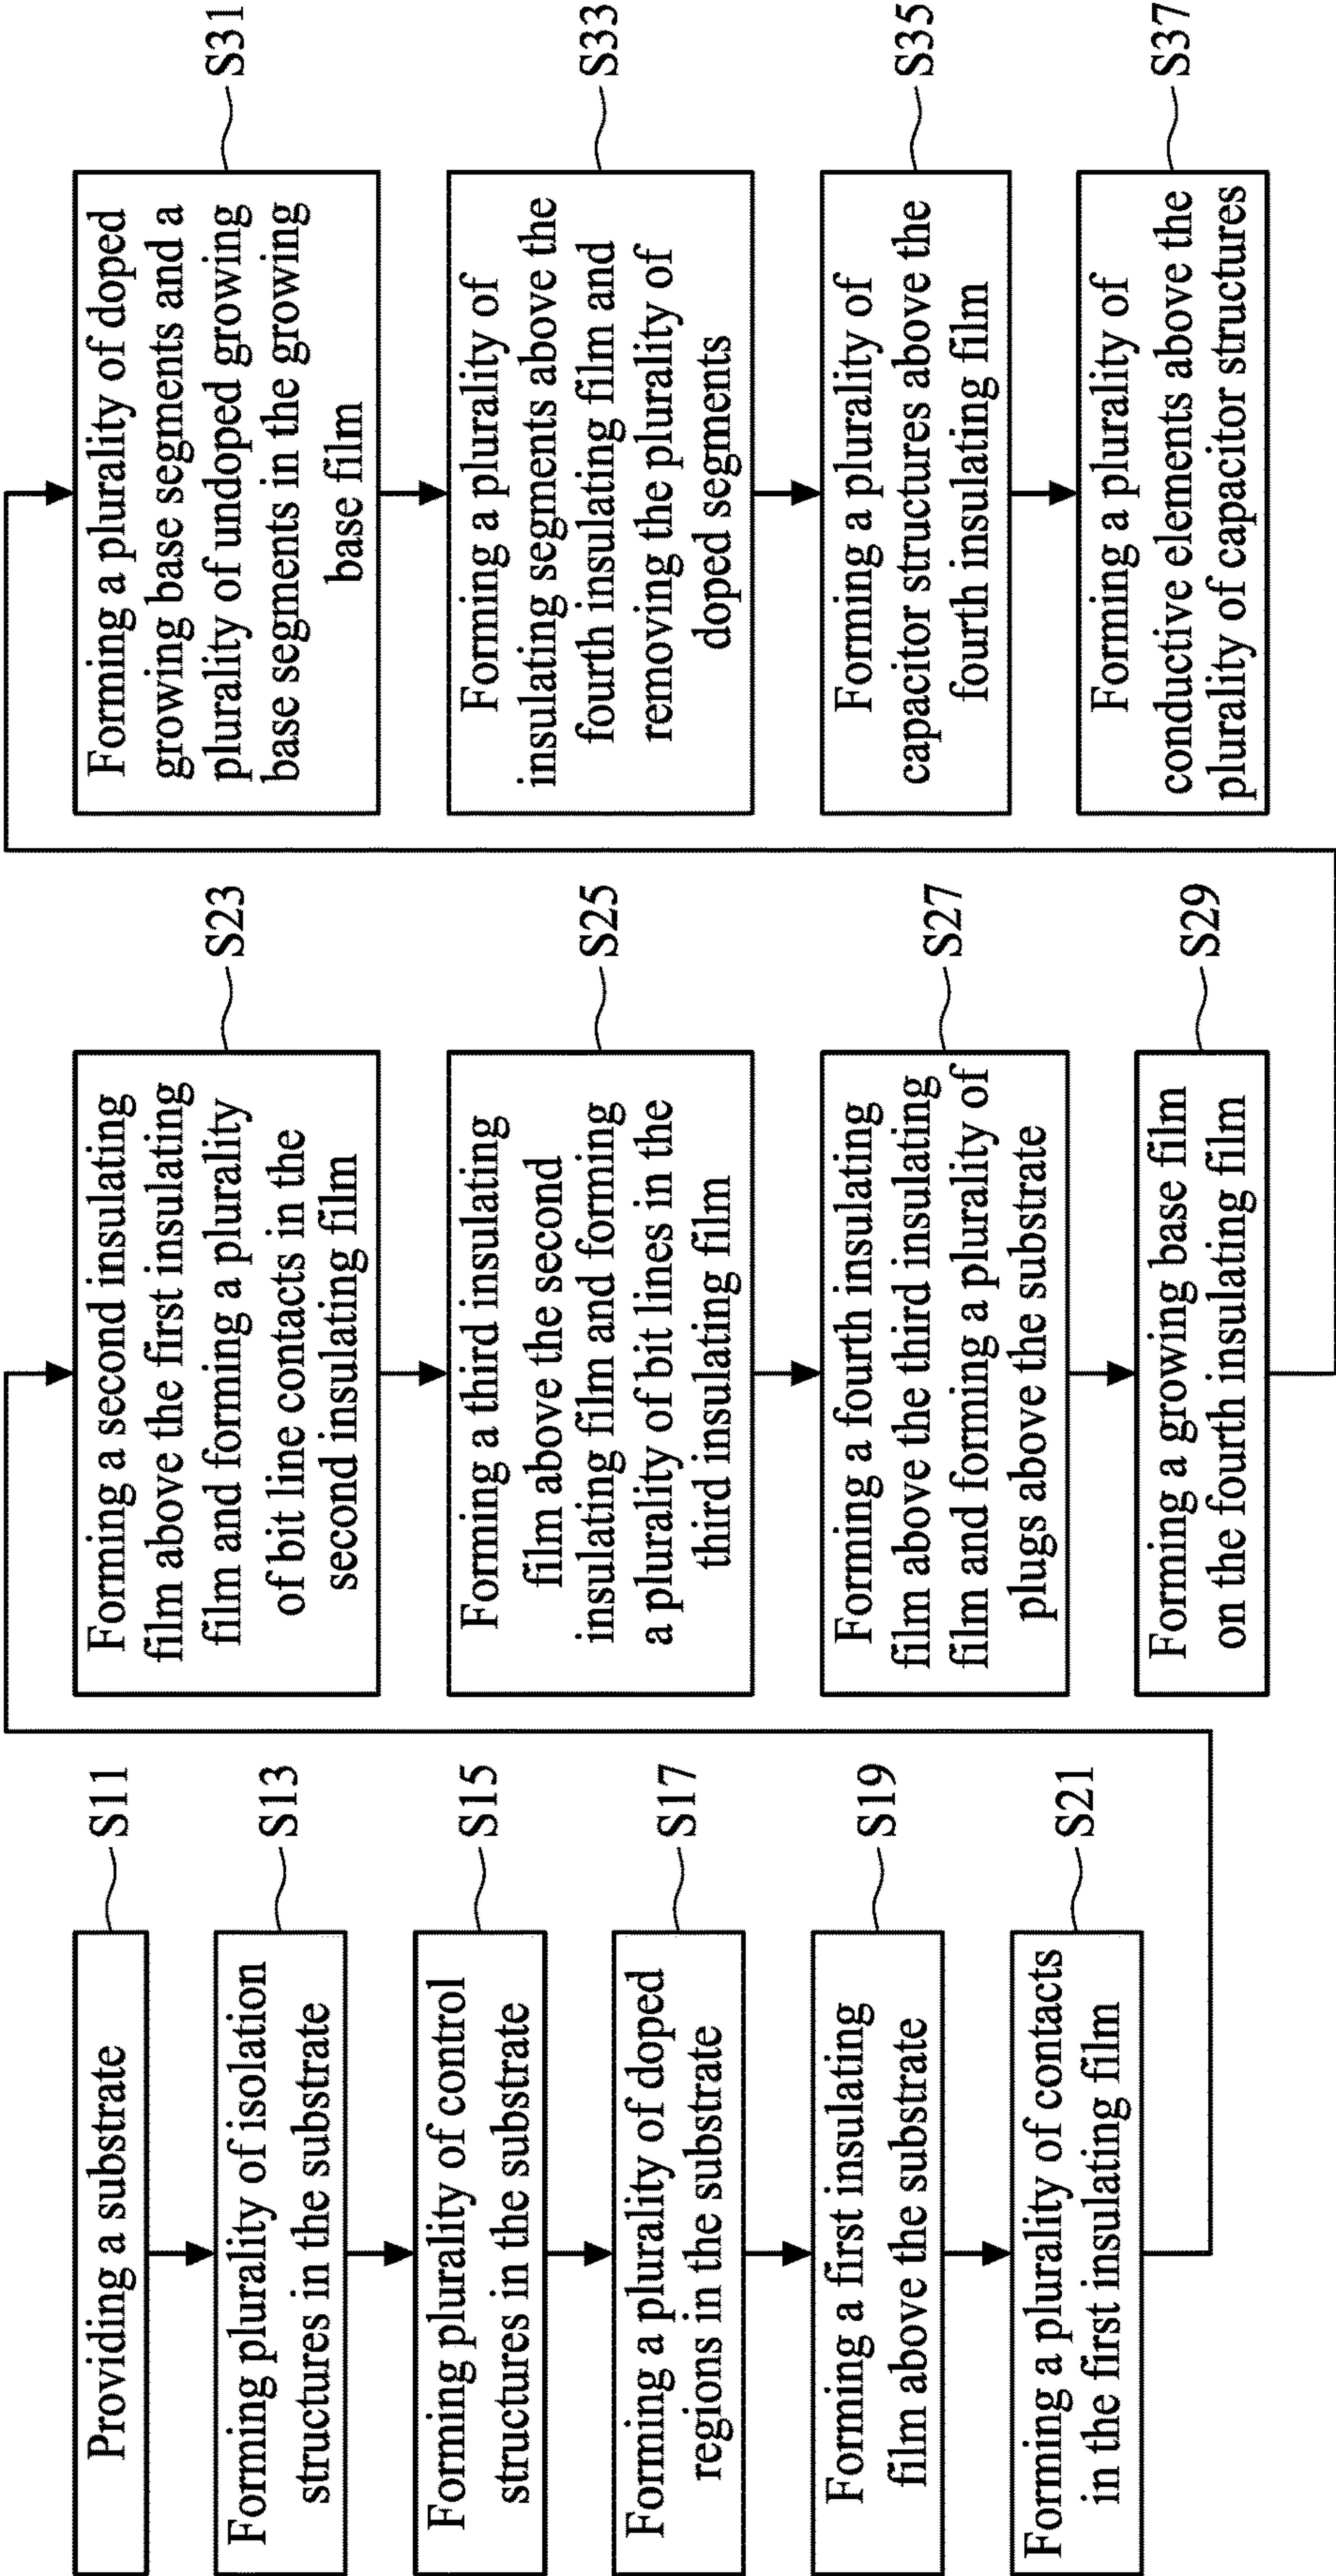 Providing a substrate
S11
Forming plurality of isolation
structures in the substrate
S13
Forming plurality of control
structures in the substrate
S15
Forming a plurality of doped
regions in the substrate
S17
Forming a first insulating
film above the substrate
S19
Forming a plurality of contacts
in the first insulating film
S21
Forming a second insulating
film above the first insulating
film and forming a plurality
of bit line contacts in the
second insulating film
S23
Forming a third insulating
film above the second
insulating film and forming
a plurality of bit lines in the
third insulating film
S25
Forming a fourth insulating
film above the third insulating
film and forming a plurality of
plugs above the substrate
S27
Forming a growing base film
on the fourth insulating film
S29
Forming a plurality of doped
growing base segments and a
plurality of undoped growing
base segments in the growing
base film
S31
Forming a plurality of
insulating segments above the
fourth insulating film and
removing the plurality of
doped segments
S33
Forming a plurality of
capacitor structures above the
fourth insulating film
S35
Forming a plurality of
conductive elements above the
plurality of capacitor structures
S37